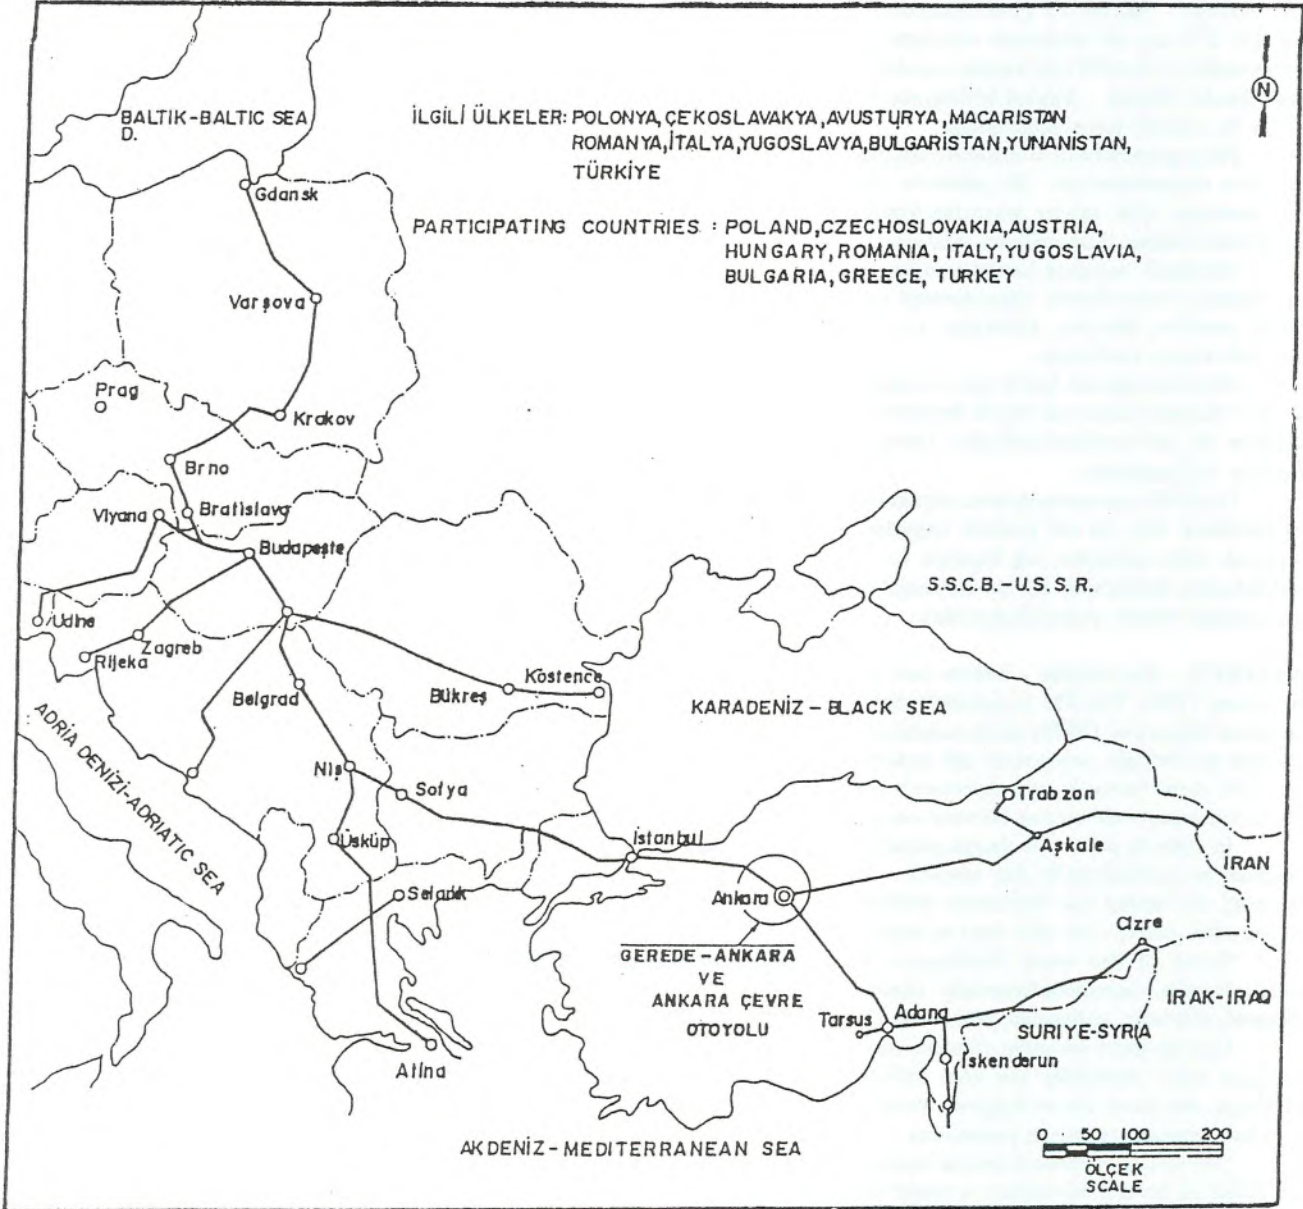 N
BALTIK-BALTIC SEA
D.
İLGİLİ ÜLKELER: POLONYA,ÇEKOSLAVAKYA,AVUSTURYA,MACARISTAN
ROMANYA,İTALYA,YUGOSLAVYA,BULGARİSTAN,YUNANİSTAN,
TÜRKİYE
PARTICIPATING COUNTRIES : POLAND,CZECHOSLOVAKIA,AUSTRIA,
HUNGARY, ROMANIA, ITALY,YUGOSLAVIA,
BULGARIA,GREECE, TURKEY
Gdansk
Varşova
Prag
Krakov
Brno
Viyana
Bratislava
Budapeşte
S.S.C.B.-U.S.S.R.
Udine
Zagreb
Rijeka
Belgrad
Bükreş
Köstence
KARADENİZ-BLACK SEA
ADRIA DENIZI-ADRIATIC SEA
Niş
Sofya
Trabzon
Üsküp
İstanbul
Aşkale
İRAN
Selanik
Ankara
Cizre
GEREDE-ANKARA
VE
ANKARA ÇEVRE
OTOYOLU
IRAK-IRAQ
Tarsus
Adana
SURIYE-SYRIA
Atina
İskenderun
AKDENİZ-MEDITERRANEAN SEA
0 50 100 200
ÖLÇEK
SCALE